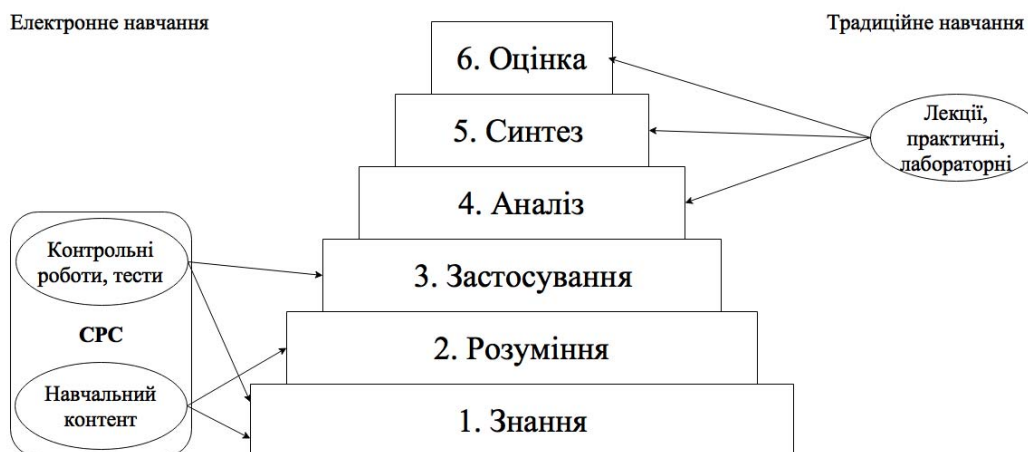 Електронне навчання
Традиційне навчання
6. Оцінка
5. Синтез
4. Аналіз
3. Застосування
2. Розуміння
1. Знання
Лекції,
практичні,
лабораторні
Контрольні
роботи, тести
СРС
Навчальний
контент